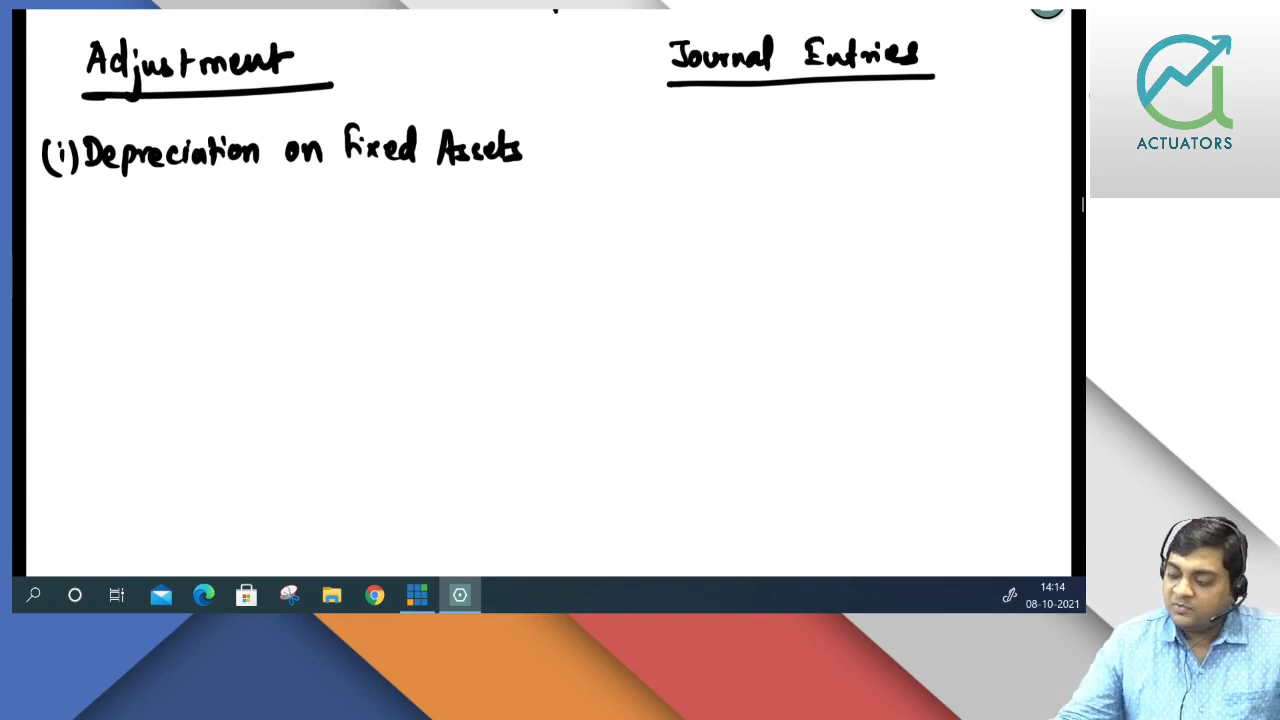 Adjustment
Journal Entries
(i) Depreciation on Fixed Assets
ACTUATORS
14:14
08-10-2021